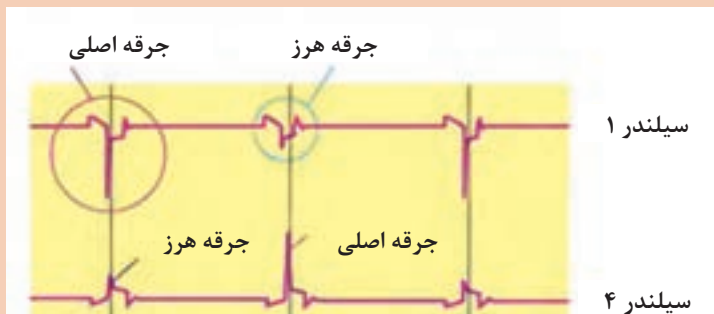 جرقه اصلی
جرقه هرز
سیلندر ۱
جرقه هرز
جرقه اصلی
سیلندر ۴